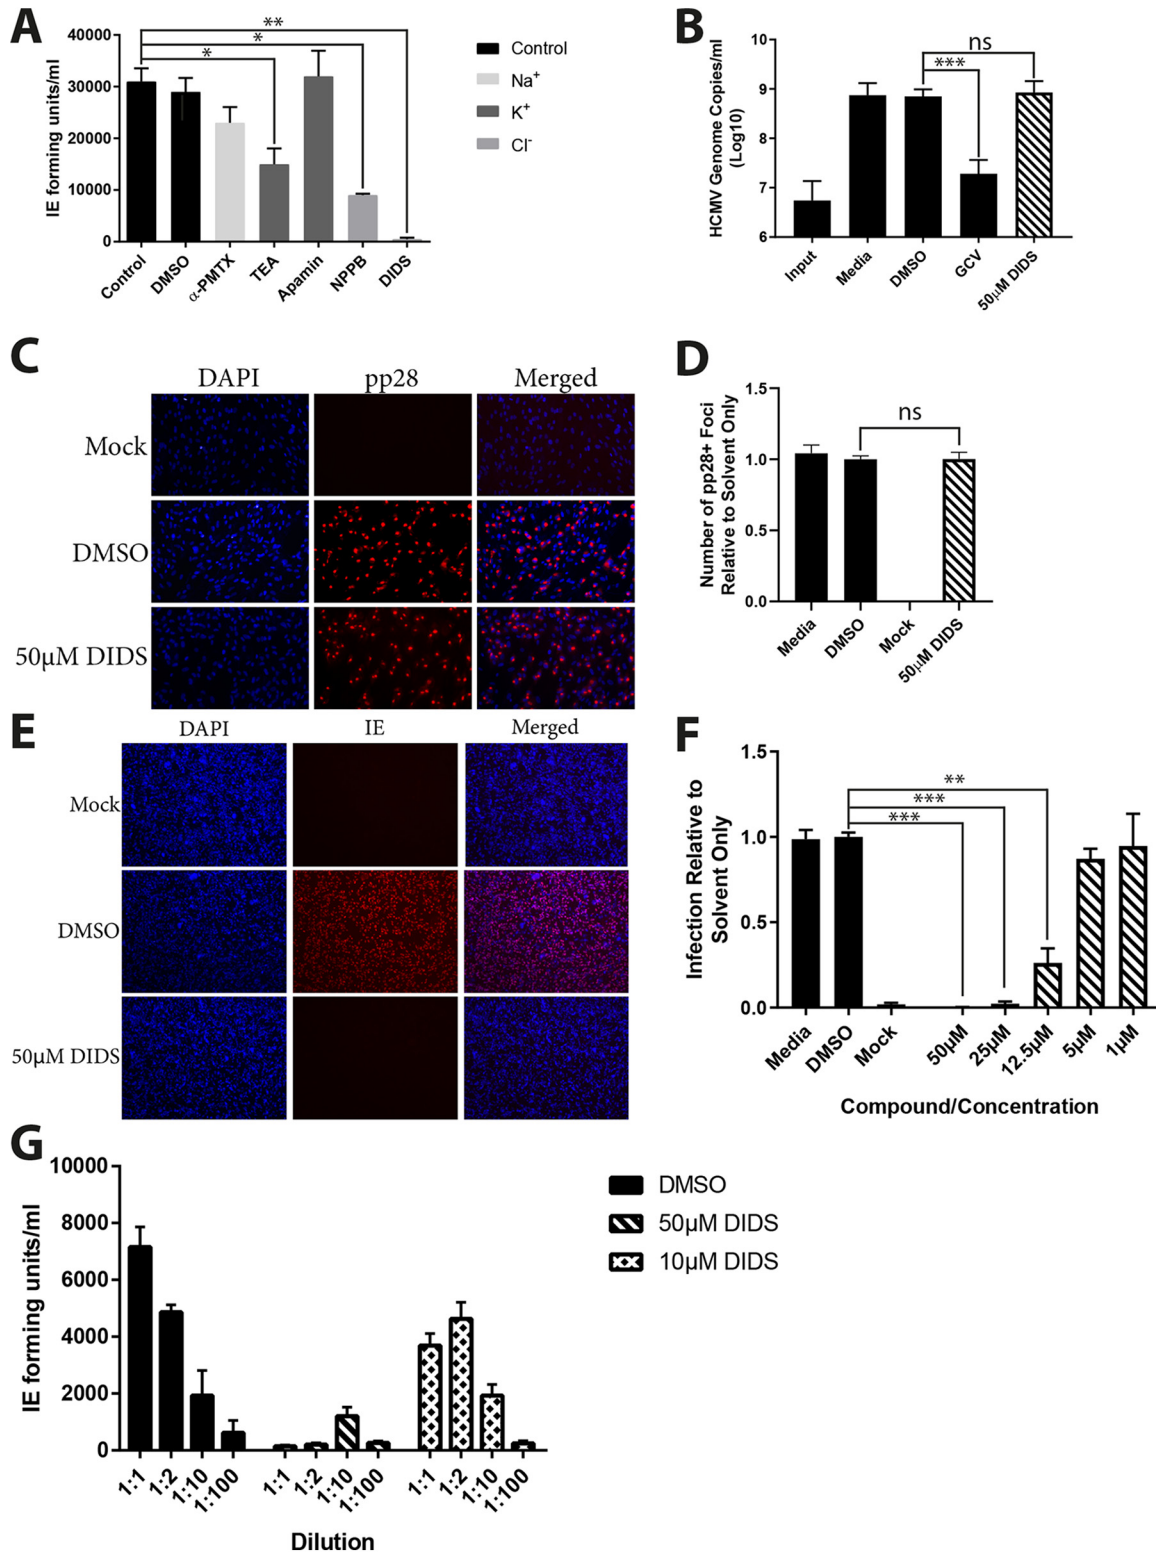 A
IE forming units/ml
40000
30000
20000
10000
0
**
*
*
Control
DMSO
α-PMTX
TEA
Apamin
NPPB
DIDS
Control
Na⁺
K⁺
Cl⁻
B
HCMV Genome Copies/ml
(Log10)
10
9
8
7
6
ns
***
Input
Media
DMSO
GCV
50µM DIDS
C
DAPI pp28 Merged
Mock
DMSO
50µM DIDS
D
Number of pp28+ Foci
Relative to Solvent Only
1.5
1.0
0.5
0.0
ns
Media
DMSO
Mock
50µM DIDS
E
DAPI IE Merged
Mock
DMSO
50µM DIDS
F
Infection Relative to
Solvent Only
1.5
1.0
0.5
0.0
**
***
***
Media
DMSO
Mock
50µM
25µM
12.5µM
5µM
1µM
Compound/Concentration
G
IE forming units/ml
10000
8000
6000
4000
2000
0
1:1
1:2
1:10
1:100
1:1
1:2
1:10
1:100
1:1
1:2
1:10
1:100
Dilution
DMSO
50µM DIDS
10µM DIDS